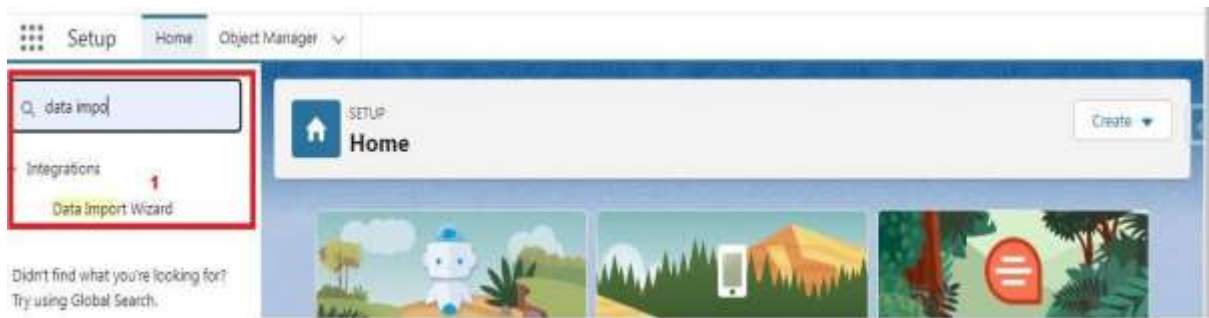 Setup Home Object Manager
data impo
Integrations
1
Data Import Wizard
Didn't find what you're looking for?
Try using Global Search.
SETUP
Home
Create